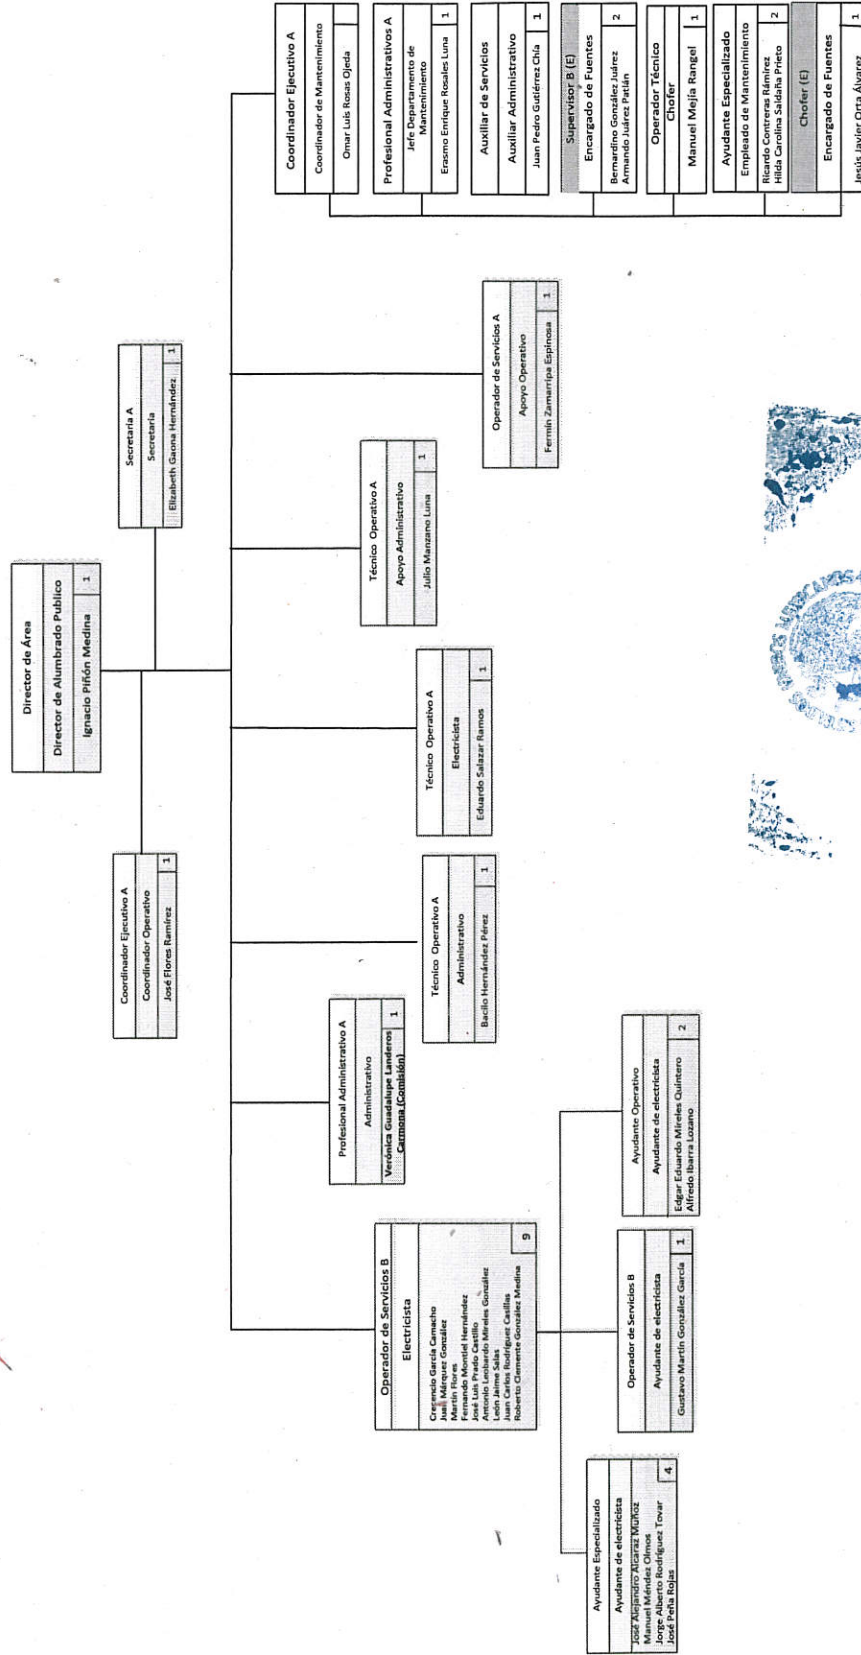 Director de Área
Director de Alumbrado Publico
Ignacio Piñón Medina 1
Coordinador Ejecutivo A
Coordinador Operativo
José Flores Ramírez 1
Secretaria A
Secretaria
Elizabeth Gaona Hernández 1
Operador de Servicios B
Electricista
Crecencio García Camacho
Juan Márquez González
Martín Flores
Fernando Montiel Hernández
José Luis Prado Castillo
Antonio Leobardo Mireles González
León Jaime Salas
Juan Carlos Rodríguez Casillas
Roberto Clemente González Medina
9
Profesional Administrativo A
Administrativo
Verónica Guadalupe Landeros
Carmona (Comisión)
1
Técnico Operativo A
Administrativo
Bacilio Hernández Pérez 1
Técnico Operativo A
Electricista
Eduardo Salazar Ramos 1
Técnico Operativo A
Apoyo Administrativo
Julio Manzano Luna 1
Operador de Servicios A
Apoyo Operativo
Fermín Zamarripa Espinosa 1
Coordinador Ejecutivo A
Coordinador de Mantenimiento
Omar Luis Rosas Ojeda
Profesional Administrativos A
Jefe Departamento de
Mantenimiento
Erasmo Enrique Rosales Luna 1
Auxiliar de Servicios
Auxiliar Administrativo
Juan Pedro Gutiérrez Chía 1
Supervisor B (E)
Encargado de Fuentes
Bernardino González Juárez
Armando Juárez Patlán
2
Operador Técnico
Chofer
Manuel Mejía Rangel 1
Ayudante Especializado
Empleado de Mantenimiento
Ricardo Contreras Rámirez
Hilda Carolina Saldaña Prieto
2
Chofer (E)
Encargado de Fuentes
Jesús Javier Orta Álvarez 1
Ayudante Especializado
Ayudante de electricista
José Alejandro Alcaraz Muñoz
Manuel Méndez Olmos
Jorge Alberto Rodríguez Tovar
José Peña Rojas
4
Operador de Servicios B
Ayudante de electricista
Gustavo Martín González García 1
Ayudante Operativo
Ayudante de electricista
Edgar Eduardo Mireles Quintero
Alfredo Ibarra Lozano
2